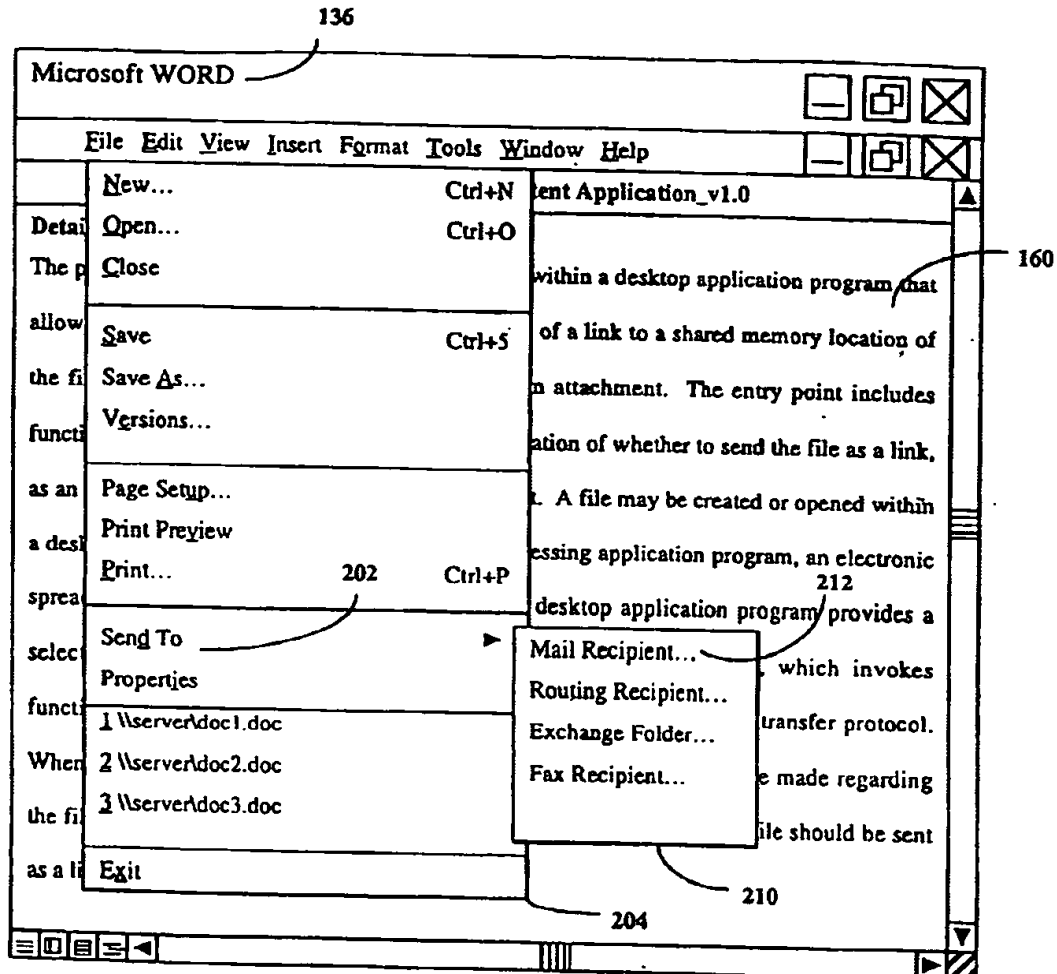 136
Microsoft WORD
File Edit View Insert Format Tools Window Help
New... Ctrl+N tent Application_v1.0
Detai Open... Ctrl+O
The p Close within a desktop application program that 160
allow Save Ctrl+5 of a link to a shared memory location of
the fi Save As... n attachment. The entry point includes
functi Versions... ation of whether to send the file as a link,
as an Page Setup... t. A file may be created or opened within
a desk Print Preview essing application program, an electronic
Print... 202 Ctrl+P 212
sprea desktop application program provides a
selec Send To Mail Recipient... , which invokes
Properties Routing Recipient...
functi 1 \\server\doc1.doc Exchange Folder... transfer protocol.
When 2 \\server\doc2.doc Fax Recipient... e made regarding
the fi 3 \\server\doc3.doc ile should be sent
as a li Exit 210
204